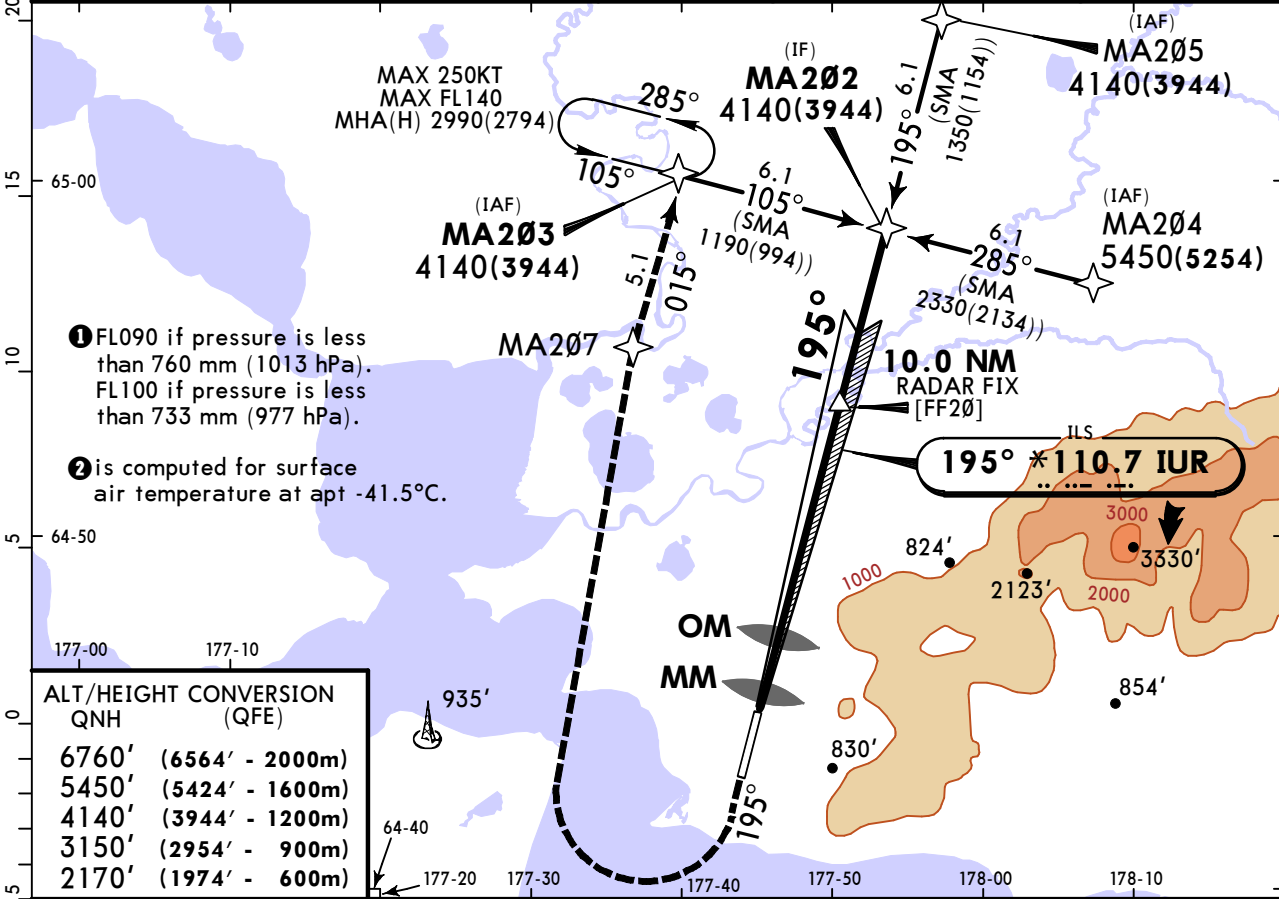 20
(IAF)
MA2Ø5
4140(3944)
(IF)
MA2Ø2
4140(3944)
195° 6.1
(SMA
1350(1154))
MAX 250KT
MAX FL140
MHA(H) 2990(2794)
285°
105°
15
65-00
6.1
105°
(SMA
1190(994))
(IAF)
MA2Ø3
4140(3944)
(IAF)
MA2Ø4
5450(5254)
6.1
285°
(SMA
2330(2134))
5.1
015°
MA2Ø7
195°
10
❶ FL090 if pressure is less
than 760 mm (1013 hPa).
FL100 if pressure is less
than 733 mm (977 hPa).
10.0 NM
RADAR FIX
[FF2Ø]
❷ is computed for surface
air temperature at apt -41.5°C.
ILS
195° *110.7 IUR
5
64-50
3000
824'
3330'
1000
2123'
2000
OM
MM
177-00
177-10
854'
0
935'
830'
ALT/HEIGHT CONVERSION
QNH (QFE)
6760' (6564' - 2000m)
5450' (5424' - 1600m)
4140' (3944' - 1200m)
3150' (2954' - 900m)
2170' (1974' - 600m)
195°
64-40
5
177-20
177-30
177-40
177-50
178-00
178-10